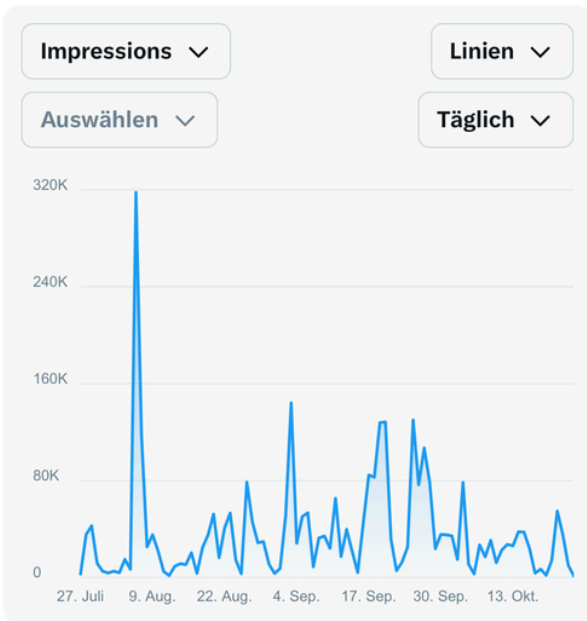 Impressions
Linien
Auswählen
Täglich
320K
240K
160K
80K
0
27. Juli 9. Aug. 22. Aug. 4. Sep. 17. Sep. 30. Sep. 13. Okt.